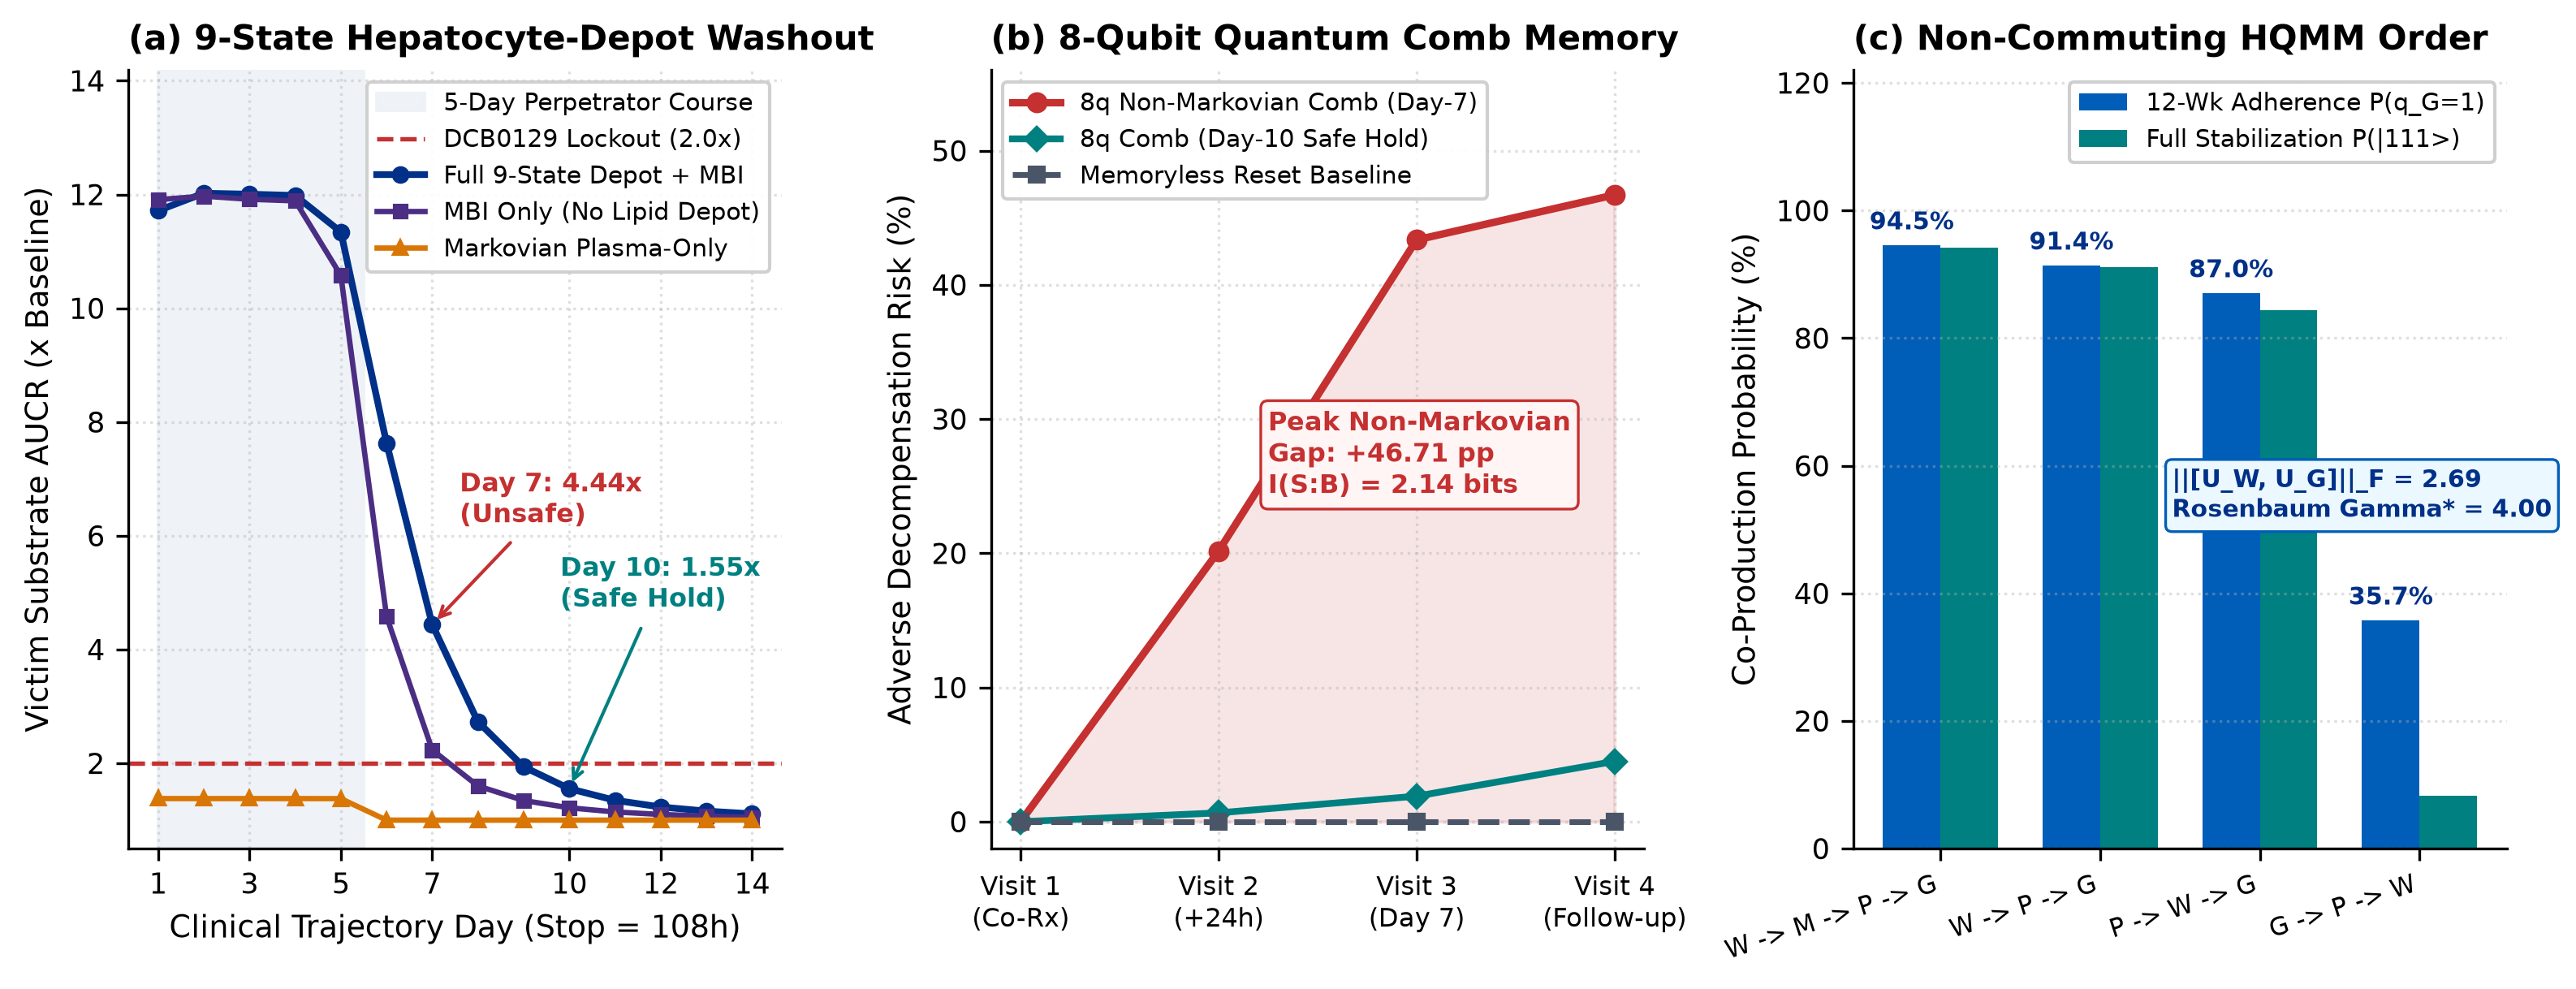 (a) 9-State Hepatocyte-Depot Washout
Victim Substrate AUCR (x Baseline)
14
12
10
8
6
4
2
5-Day Perpetrator Course
DCB0129 Lockout (2.0x)
Full 9-State Depot + MBI
MBI Only (No Lipid Depot)
Markovian Plasma-Only
Day 7: 4.44x
(Unsafe)
Day 10: 1.55x
(Safe Hold)
1 3 5 7 10 12 14
Clinical Trajectory Day (Stop = 108h)
(b) 8-Qubit Quantum Comb Memory
Adverse Decompensation Risk (%)
50
40
30
20
10
0
8q Non-Markovian Comb (Day-7)
8q Comb (Day-10 Safe Hold)
Memoryless Reset Baseline
Peak Non-Markovian
Gap: +46.71 pp
I(S:B) = 2.14 bits
Visit 1
(Co-Rx)
Visit 2
(+24h)
Visit 3
(Day 7)
Visit 4
(Follow-up)
(c) Non-Commuting HQMM Order
Co-Production Probability (%)
120
100
80
60
40
20
0
12-Wk Adherence P(q_G=1)
Full Stabilization P(|111>)
94.5%
91.4%
87.0%
35.7%
||[U_W, U_G]||_F = 2.69
Rosenbaum Gamma* = 4.00
W -> M -> P -> G
W -> P -> G
P -> W -> G
G -> P -> W